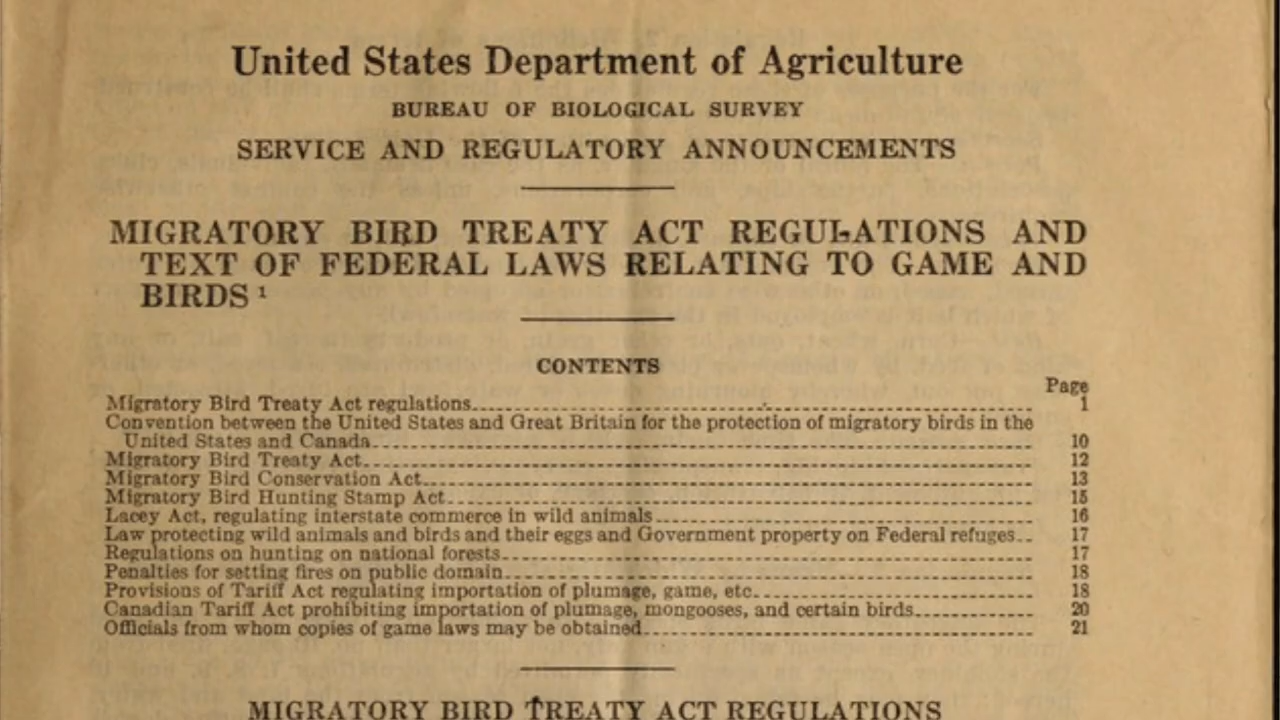 United States Department of Agriculture
BUREAU OF BIOLOGICAL SURVEY
SERVICE AND REGULATORY ANNOUNCEMENTS
MIGRATORY BIRD TREATY ACT REGULATIONS AND
TEXT OF FEDERAL LAWS RELATING TO GAME AND
BIRDS ¹
CONTENTS
Page
Migratory Bird Treaty Act regulations 1
Convention between the United States and Great Britain for the protection of migratory birds in the
United States and Canada 10
Migratory Bird Treaty Act 12
Migratory Bird Conservation Act 13
Migratory Bird Hunting Stamp Act 15
Lacey Act, regulating interstate commerce in wild animals 16
Law protecting wild animals and birds and their eggs and Government property on Federal refuges 17
Regulations on hunting on national forests 17
Penalties for setting fires on public domain 18
Provisions of Tariff Act regulating importation of plumage, game, etc 18
Canadian Tariff Act prohibiting importation of plumage, mongooses, and certain birds 20
Officials from whom copies of game laws may be obtained 21
MIGRATORY BIRD TREATY ACT REGULATIONS